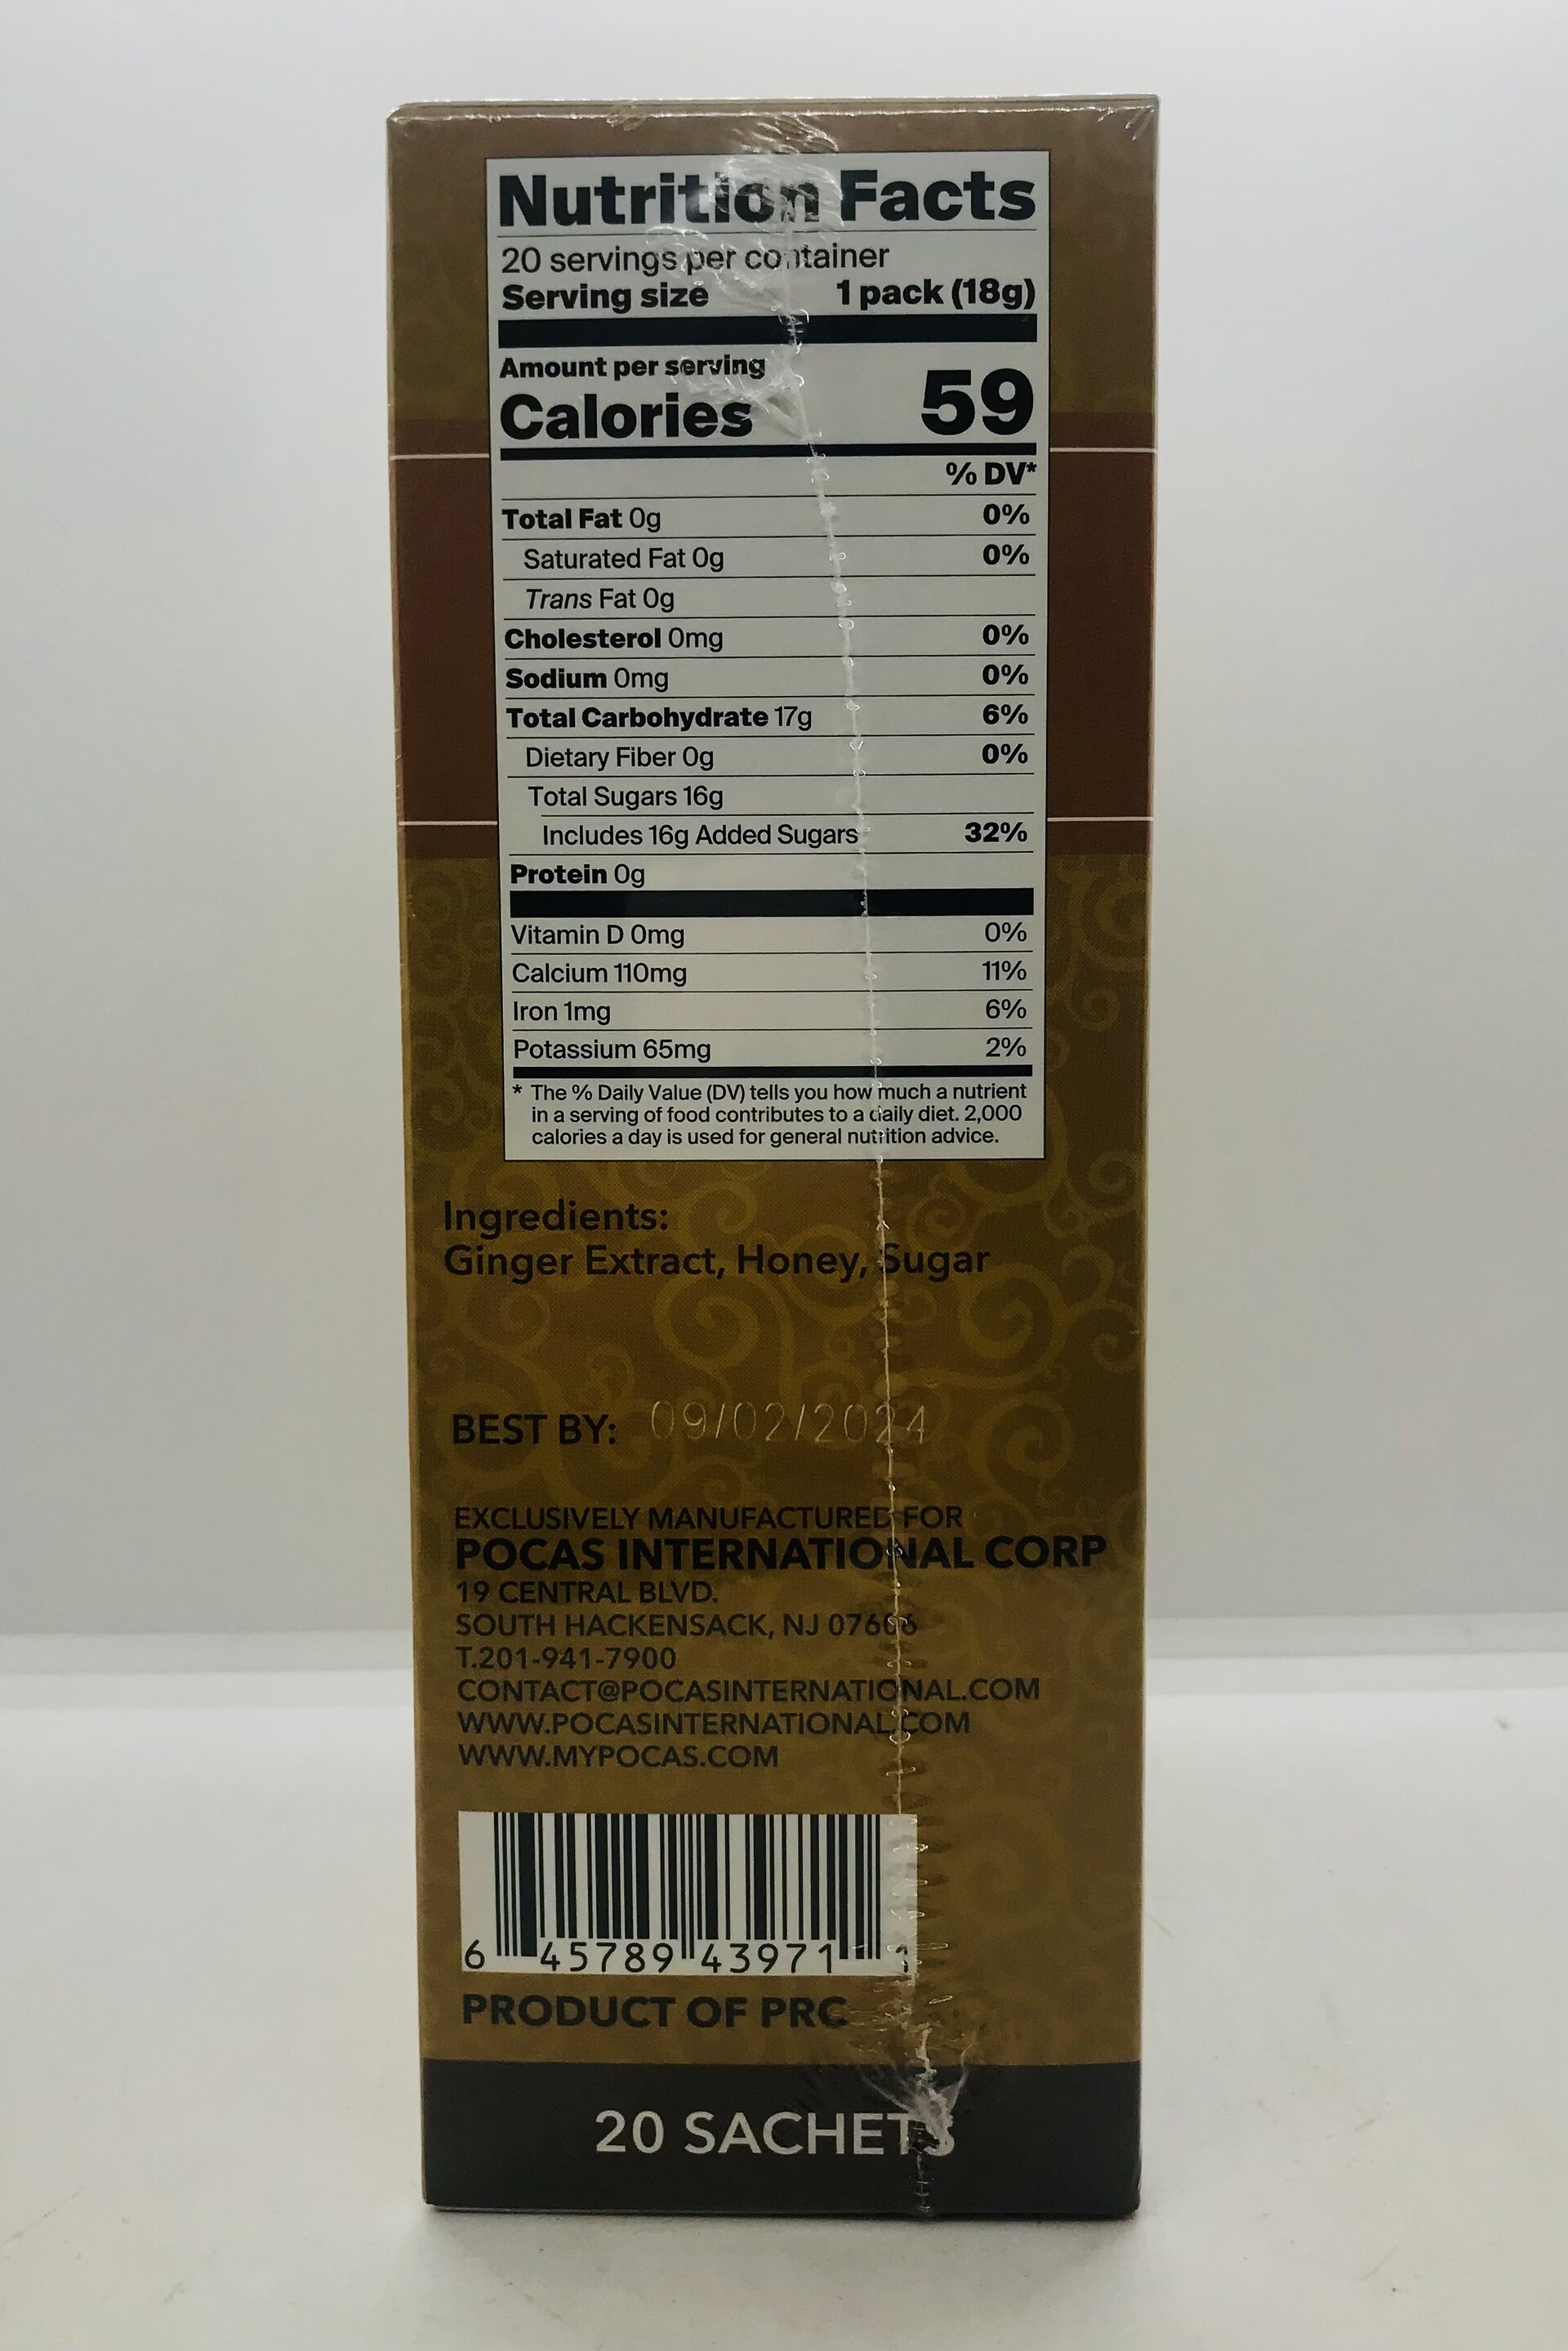 Nutrition Facts
20 servings per container
Serving size 1 pack (18g)
Amount per serving
Calories 59
% DV*
Total Fat 0g 0%
Saturated Fat 0g 0%
Trans Fat 0g
Cholesterol 0mg 0%
Sodium 0mg 0%
Total Carbohydrate 17g 6%
Dietary Fiber 0g 0%
Total Sugars 16g
Includes 16g Added Sugars 32%
Protein 0g
Vitamin D 0mg 0%
Calcium 110mg 11%
Iron 1mg 6%
Potassium 65mg 2%
* The % Daily Value (DV) tells you how much a nutrient
in a serving of food contributes to a daily diet. 2,000
calories a day is used for general nutrition advice.
Ingredients:
Ginger Extract, Honey, Sugar
BEST BY: 09/02/2024
EXCLUSIVELY MANUFACTURED FOR
POCAS INTERNATIONAL CORP
19 CENTRAL BLVD.
SOUTH HACKENSACK, NJ 07606
T.201-941-7900
CONTACT@POCASINTERNATIONAL.COM
WWW.POCASINTERNATIONAL.COM
WWW.MYPOCAS.COM
6 45789 43971 1
PRODUCT OF PRC
20 SACHETS